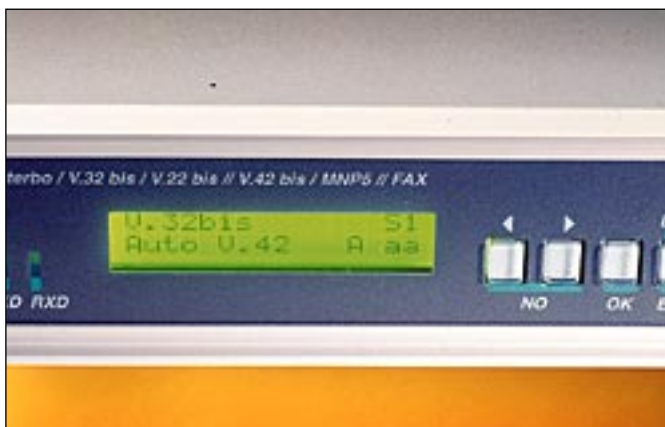 terbo / V.32 bis / V.22 bis // V.42 bis / MNP5 // FAX
V.32bis S1
Auto V.42 A aa
RXD
NO OK